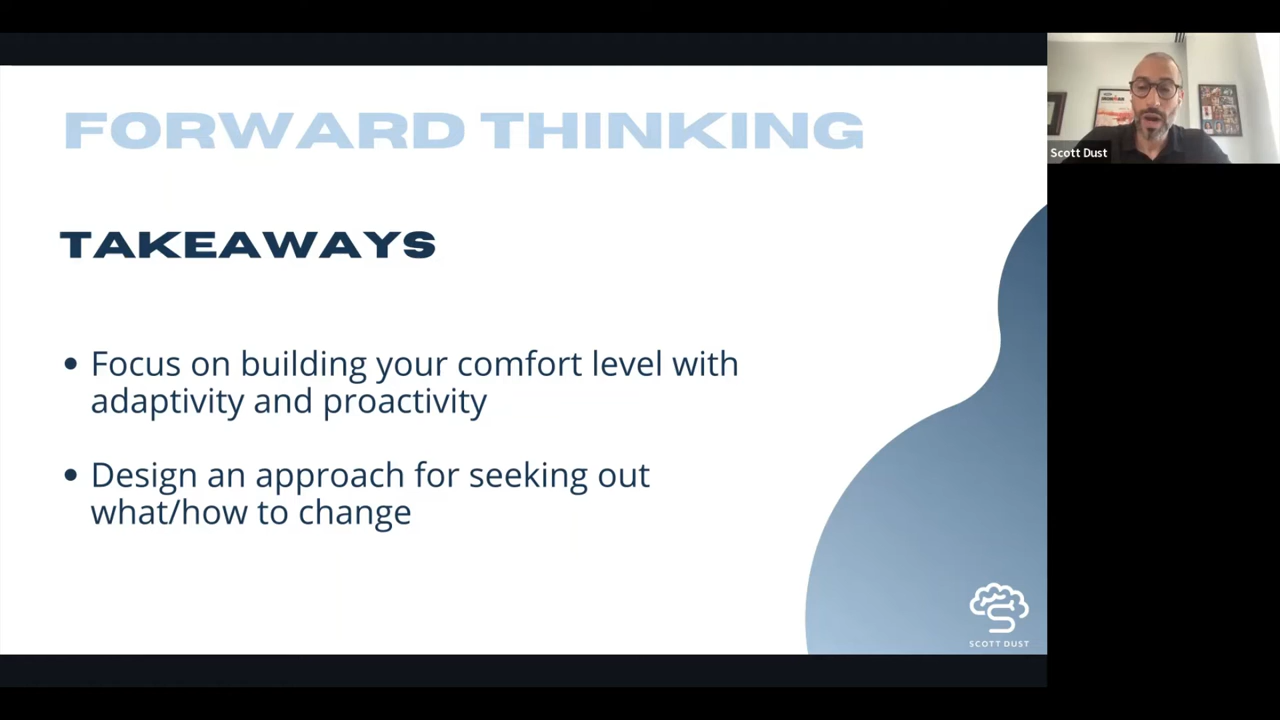 FORWARD THINKING
TAKEAWAYS
• Focus on building your comfort level with
adaptivity and proactivity
• Design an approach for seeking out
what/how to change
SCOTT DUST
Scott Dust